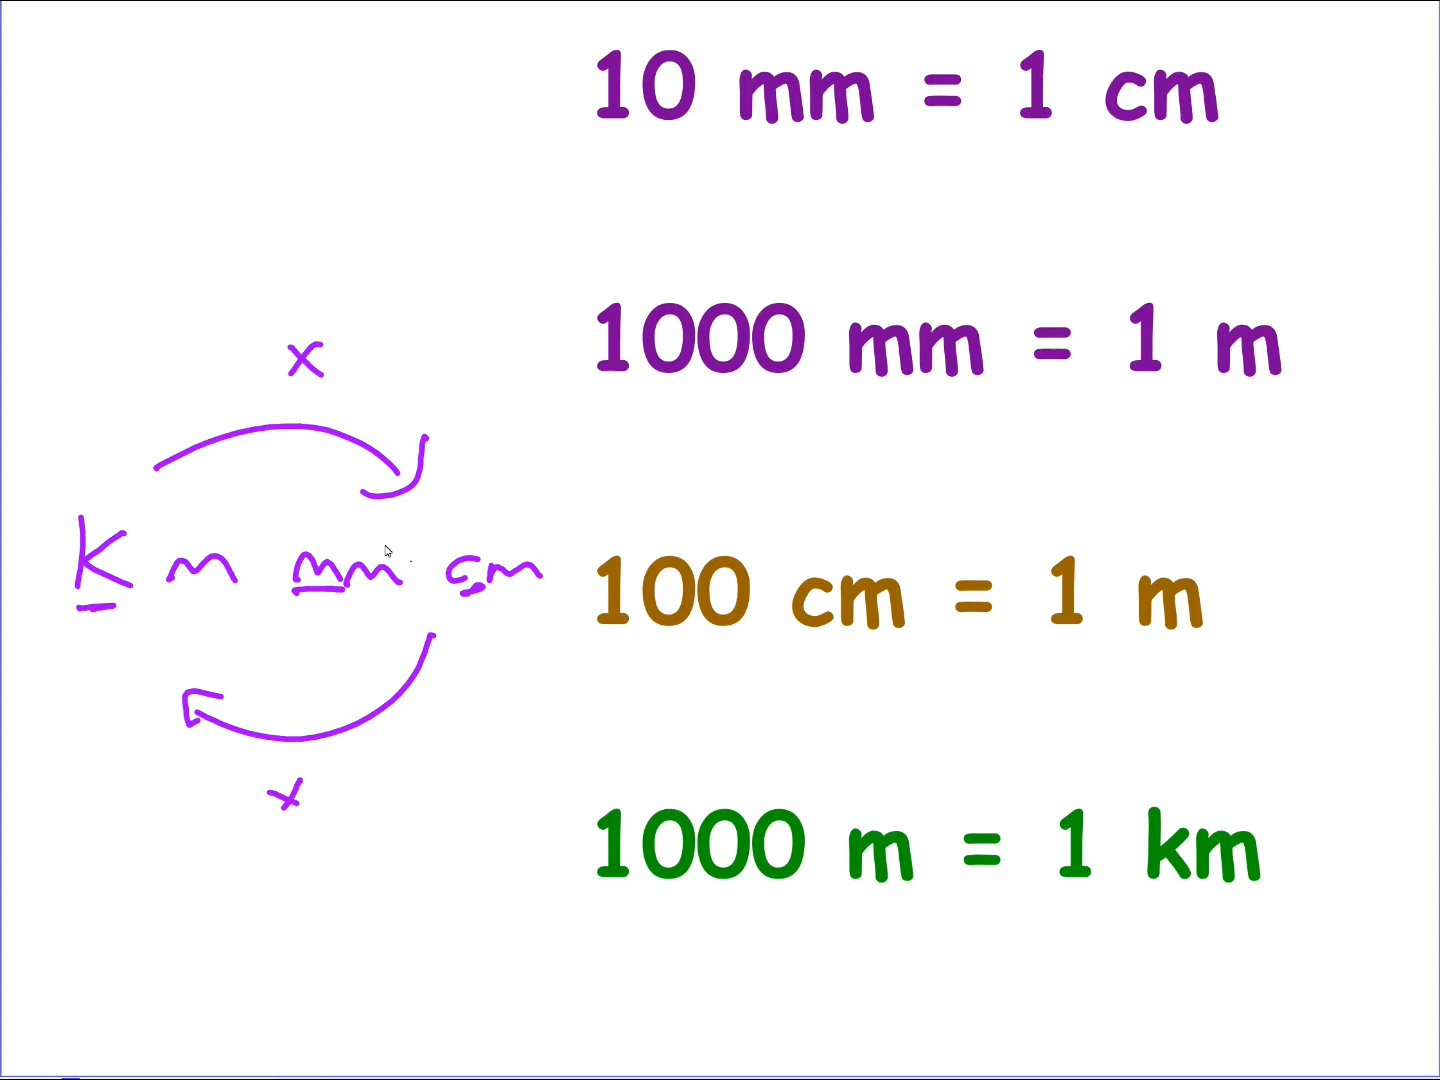 10 mm = 1 cm
1000 mm = 1 m
x
K m mm cm
100 cm = 1 m
x
1000 m = 1 km